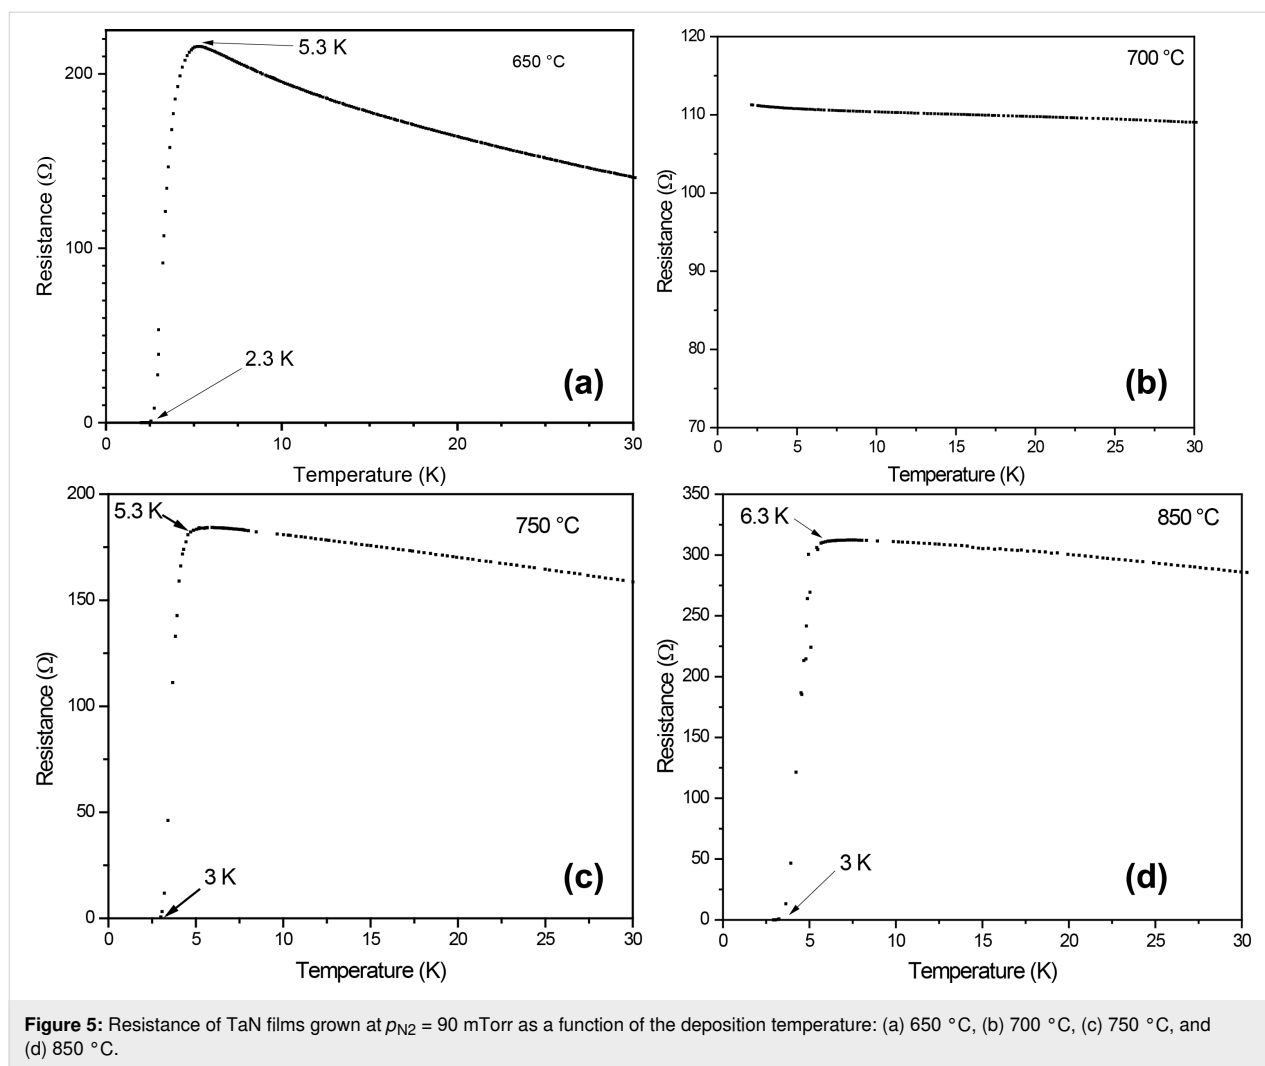 5.3 K
650 °C
200
100
0
2.3 K
(a)
0
10
20
30
Resistance (Ω)
Temperature (K)
120
110
100
90
80
70
700 °C
(b)
0
5
10
15
20
25
30
Resistance (Ω)
Temperature (K)
200
150
100
50
0
5.3 K
750 °C
3 K
(c)
0
5
10
15
20
25
30
Resistance (Ω)
Temperature (K)
350
300
250
200
150
100
50
0
6.3 K
850 °C
3 K
(d)
0
5
10
15
20
25
30
Resistance (Ω)
Temperature (K)
Figure 5: Resistance of TaN films grown at pN2 = 90 mTorr as a function of the deposition temperature: (a) 650 °C, (b) 700 °C, (c) 750 °C, and
(d) 850 °C.